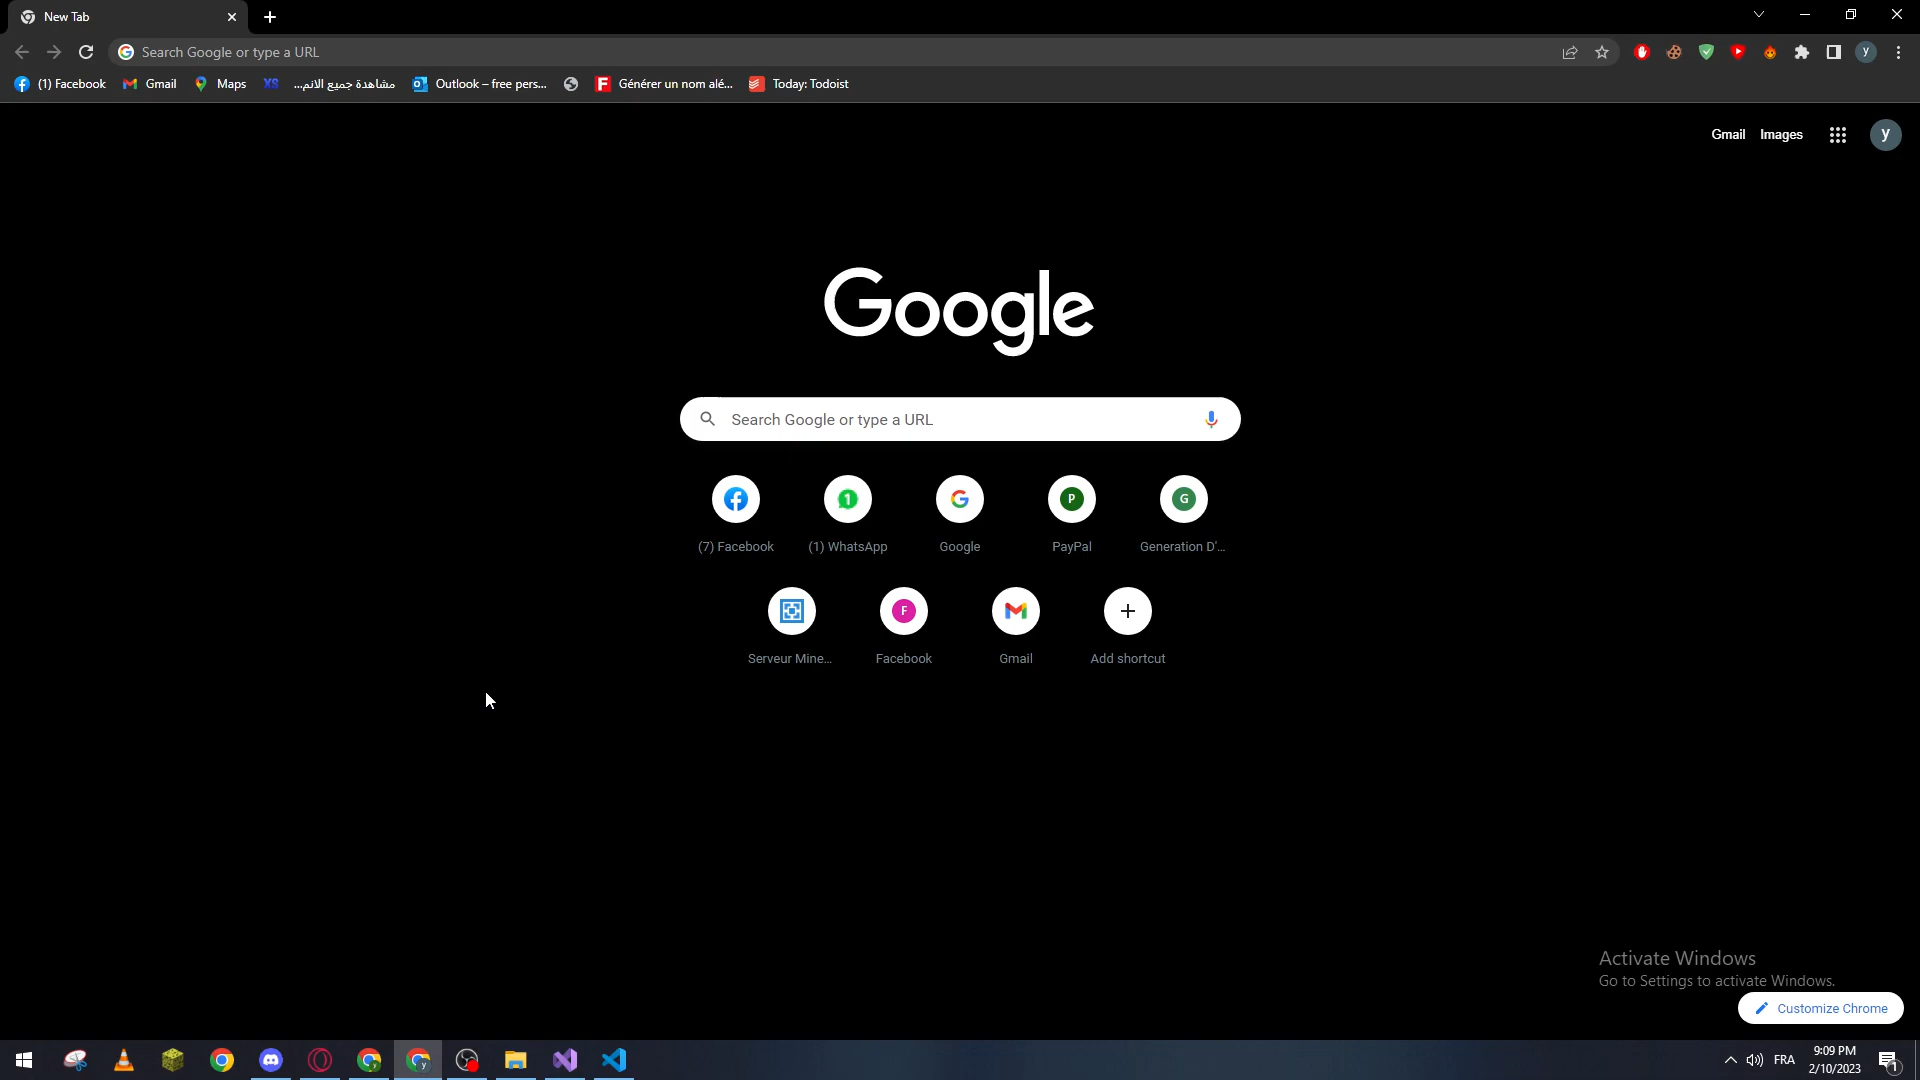 New Tab
Search Google or type a URL
y
(1) Facebook
Gmail
Maps
XS
مشاهدة جميع الانم...
Outlook – free pers...
Générer un nom alé...
Today: Todoist
Gmail
Images
y
Google
Search Google or type a URL
(7) Facebook
1
(1) WhatsApp
Google
P
PayPal
G
Generation D'...
Serveur Mine...
F
Facebook
Gmail
Add shortcut
Activate Windows
Go to Settings to activate Windows.
Customize Chrome
FRA
9:09 PM
2/10/2023
1